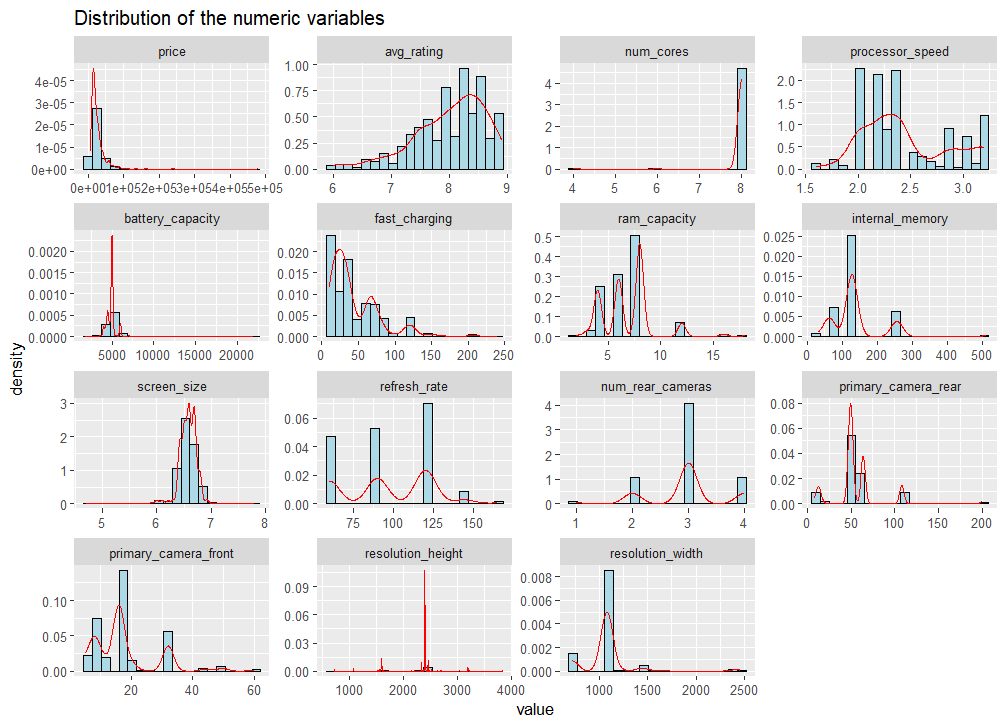 Distribution of the numeric variables
price avg_rating num_cores processor_speed
4e-05
3e-05
2e-05
1e-05
0e+00
0e+001e+052e+053e+054e+055e+05
1.00
0.75
0.50
0.25
0.00
6 7 8 9
4
3
2
1
0
4 5 6 7 8
2.0
1.5
1.0
0.5
0.0
1.5 2.0 2.5 3.0
battery_capacity fast_charging ram_capacity internal_memory
0.0020
0.0015
0.0010
0.0005
0.0000
5000 10000 15000 20000
0.020
0.015
0.010
0.005
0.000
0 50 100 150 200 250
0.5
0.4
0.3
0.2
0.1
0.0
5 10 15
0.025
0.020
0.015
0.010
0.005
0.000
0 100 200 300 400 500
density
screen_size refresh_rate num_rear_cameras primary_camera_rear
3
2
1
0
5 6 7 8
0.06
0.04
0.02
0.00
75 100 125 150
4
3
2
1
0
1 2 3 4
0.08
0.06
0.04
0.02
0.00
0 50 100 150 200
primary_camera_front resolution_height resolution_width
0.10
0.05
0.00
20 40 60
0.09
0.06
0.03
0.00
1000 2000 3000 4000
0.008
0.006
0.004
0.002
0.000
1000 1500 2000 2500
value